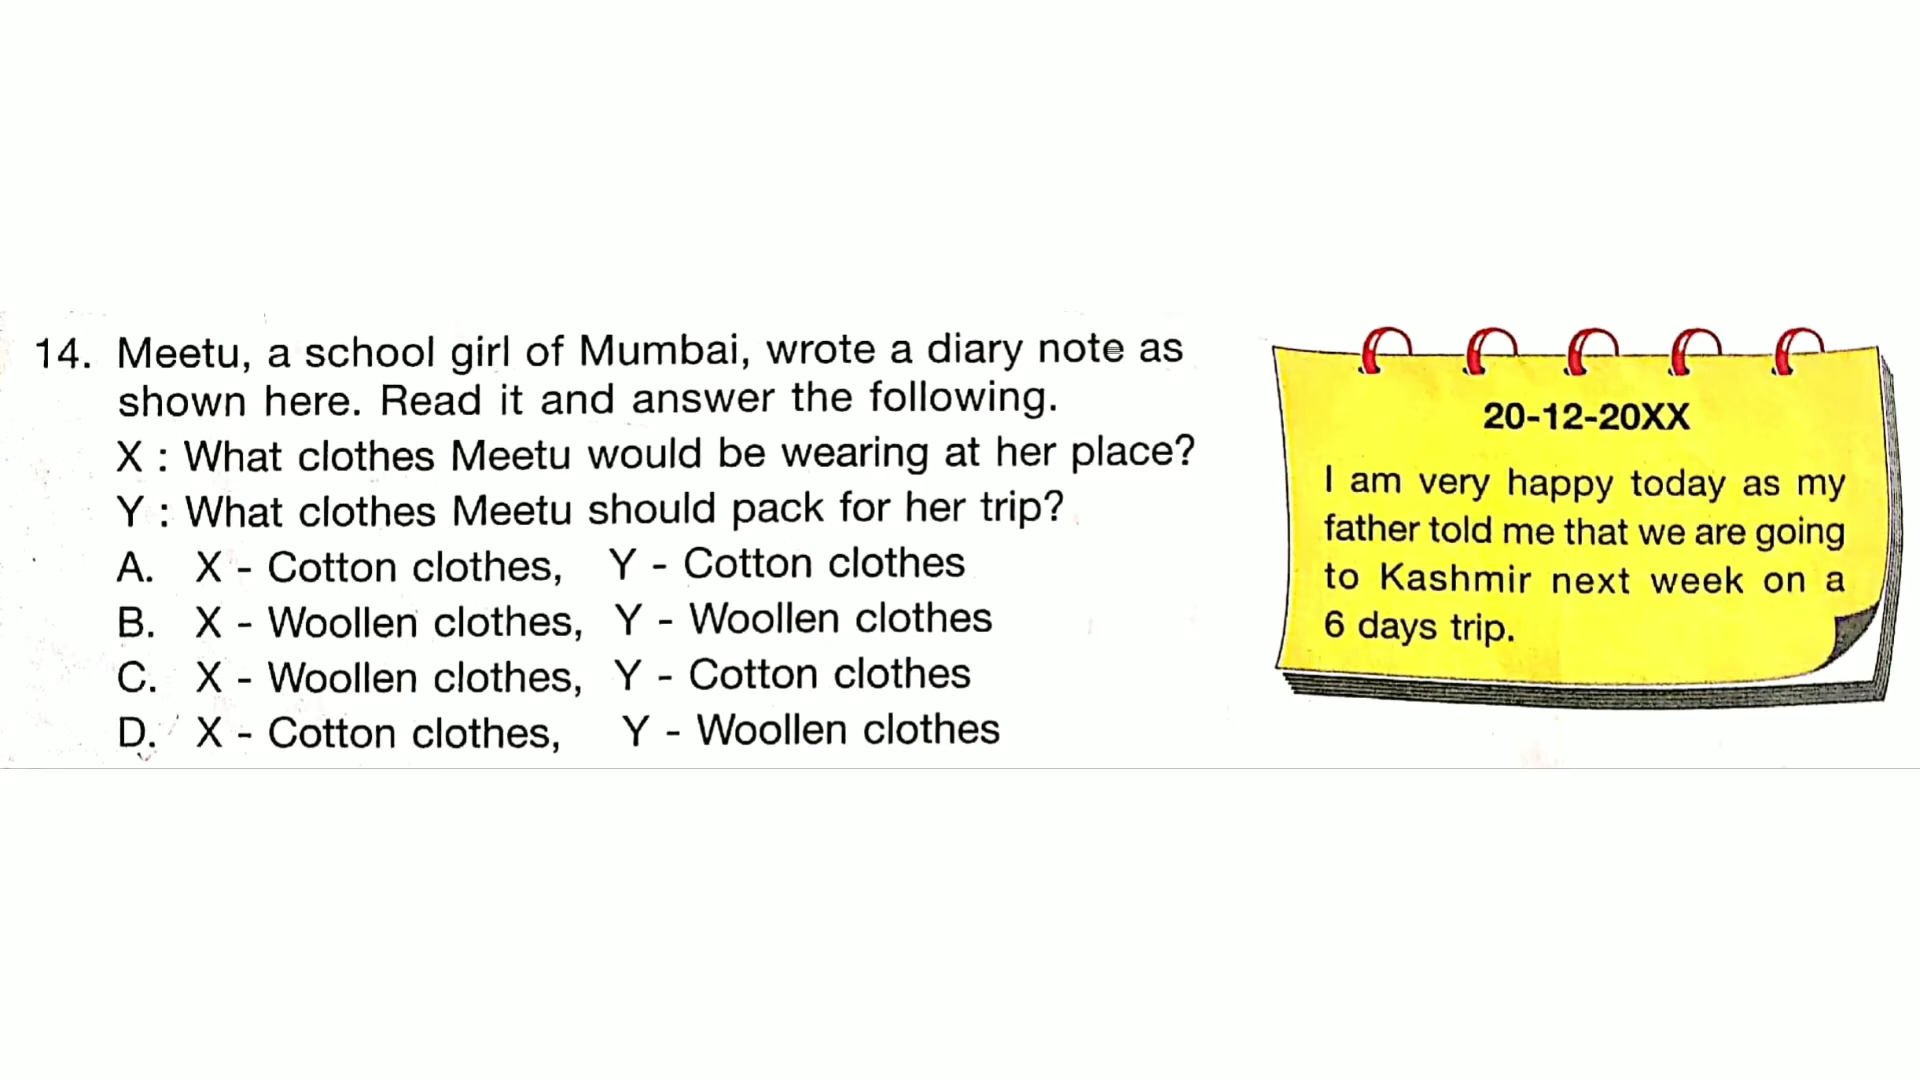 14. Meetu, a school girl of Mumbai, wrote a diary note as
shown here. Read it and answer the following.
X : What clothes Meetu would be wearing at her place?
Y : What clothes Meetu should pack for her trip?
A. X - Cotton clothes, Y - Cotton clothes
B. X - Woollen clothes, Y - Woollen clothes
C. X - Woollen clothes, Y - Cotton clothes
D. X - Cotton clothes, Y - Woollen clothes
20-12-20XX
I am very happy today as my
father told me that we are going
to Kashmir next week on a
6 days trip.